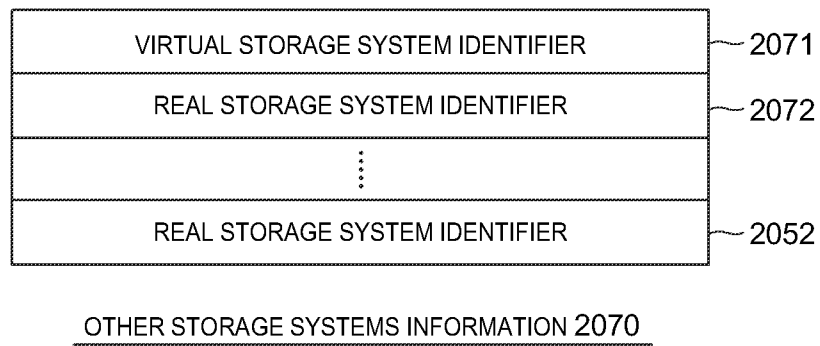 VIRTUAL STORAGE SYSTEM IDENTIFIER 2071
REAL STORAGE SYSTEM IDENTIFIER 2072
REAL STORAGE SYSTEM IDENTIFIER 2052
OTHER STORAGE SYSTEMS INFORMATION 2070